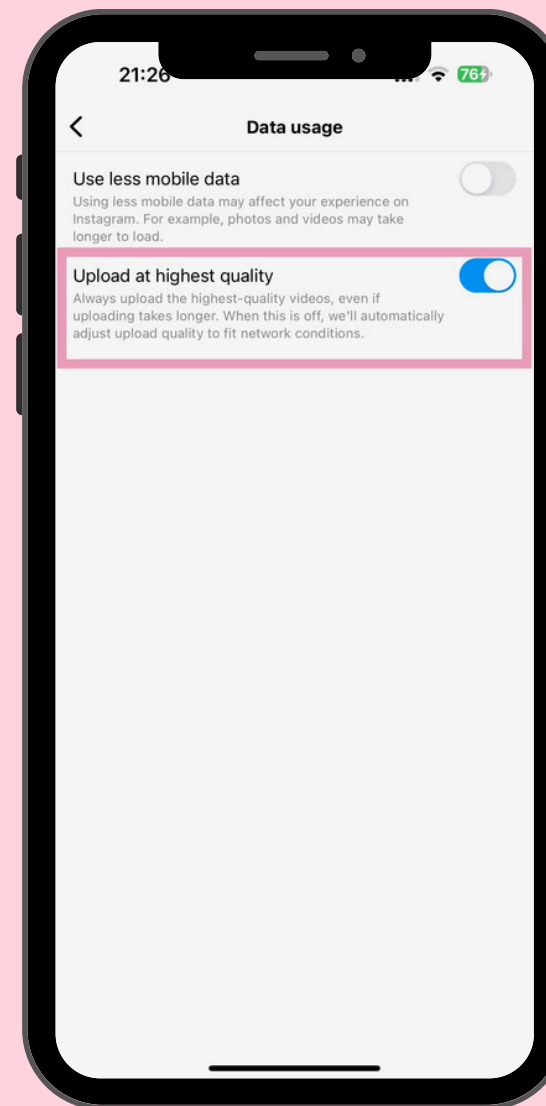 21:26
76
Data usage
Use less mobile data
Using less mobile data may affect your experience on
Instagram. For example, photos and videos may take
longer to load.
Upload at highest quality
Always upload the highest-quality videos, even if
uploading takes longer. When this is off, we'll automatically
adjust upload quality to fit network conditions.